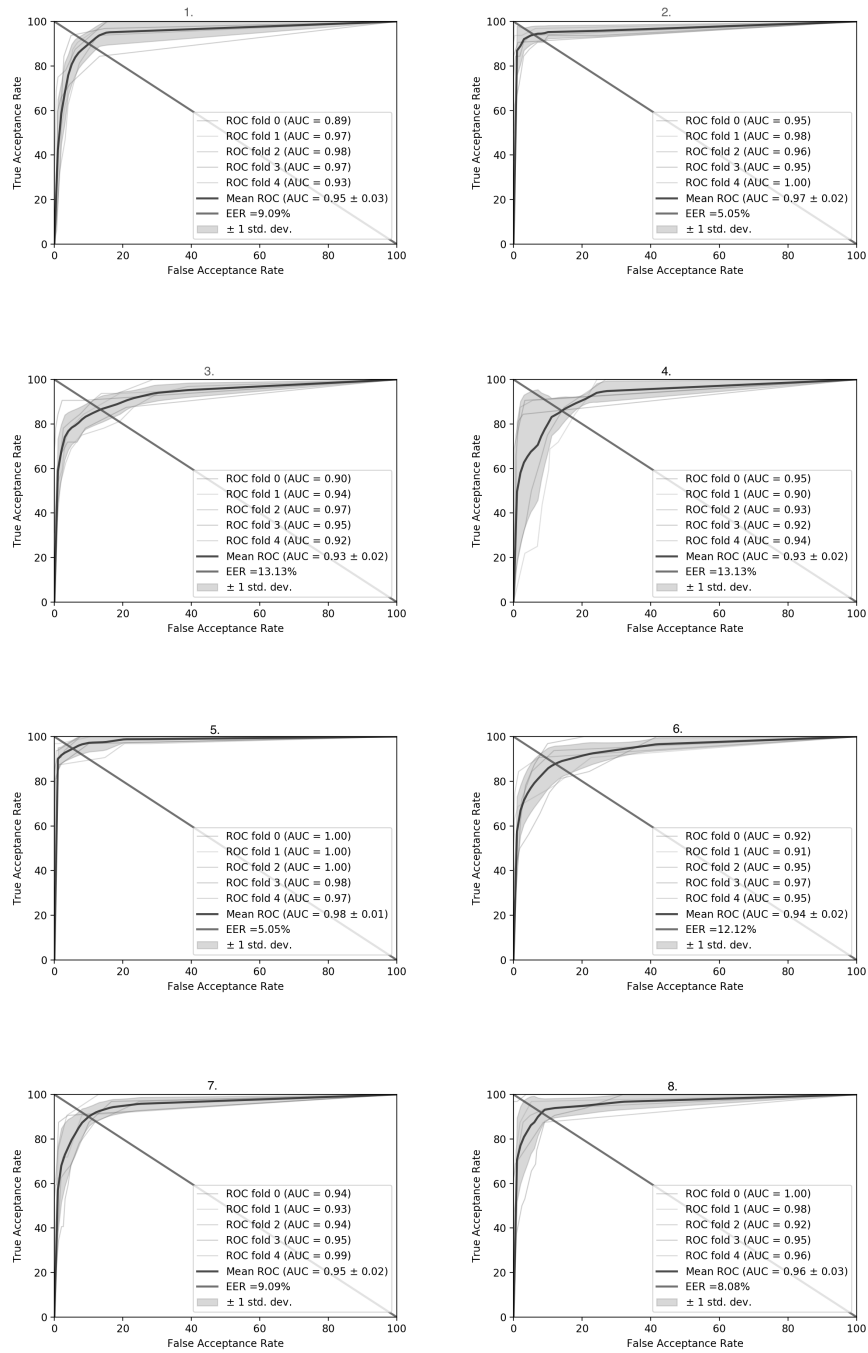 1.
100
80
60
40
20
0
True Acceptance Rate
ROC fold 0 (AUC = 0.89)
ROC fold 1 (AUC = 0.97)
ROC fold 2 (AUC = 0.98)
ROC fold 3 (AUC = 0.97)
ROC fold 4 (AUC = 0.93)
Mean ROC (AUC = 0.95 ± 0.03)
EER =9.09%
± 1 std. dev.
0 20 40 60 80 100
False Acceptance Rate
2.
100
80
60
40
20
0
True Acceptance Rate
ROC fold 0 (AUC = 0.95)
ROC fold 1 (AUC = 0.98)
ROC fold 2 (AUC = 0.96)
ROC fold 3 (AUC = 0.95)
ROC fold 4 (AUC = 1.00)
Mean ROC (AUC = 0.97 ± 0.02)
EER =5.05%
± 1 std. dev.
0 20 40 60 80 100
False Acceptance Rate
3.
100
80
60
40
20
0
True Acceptance Rate
ROC fold 0 (AUC = 0.90)
ROC fold 1 (AUC = 0.94)
ROC fold 2 (AUC = 0.97)
ROC fold 3 (AUC = 0.95)
ROC fold 4 (AUC = 0.92)
Mean ROC (AUC = 0.93 ± 0.02)
EER =13.13%
± 1 std. dev.
0 20 40 60 80 100
False Acceptance Rate
4.
100
80
60
40
20
0
True Acceptance Rate
ROC fold 0 (AUC = 0.95)
ROC fold 1 (AUC = 0.90)
ROC fold 2 (AUC = 0.93)
ROC fold 3 (AUC = 0.92)
ROC fold 4 (AUC = 0.94)
Mean ROC (AUC = 0.93 ± 0.02)
EER =13.13%
± 1 std. dev.
0 20 40 60 80 100
False Acceptance Rate
5.
100
80
60
40
20
0
True Acceptance Rate
ROC fold 0 (AUC = 1.00)
ROC fold 1 (AUC = 1.00)
ROC fold 2 (AUC = 1.00)
ROC fold 3 (AUC = 0.98)
ROC fold 4 (AUC = 0.97)
Mean ROC (AUC = 0.98 ± 0.01)
EER =5.05%
± 1 std. dev.
0 20 40 60 80 100
False Acceptance Rate
6.
100
80
60
40
20
0
True Acceptance Rate
ROC fold 0 (AUC = 0.92)
ROC fold 1 (AUC = 0.91)
ROC fold 2 (AUC = 0.95)
ROC fold 3 (AUC = 0.97)
ROC fold 4 (AUC = 0.95)
Mean ROC (AUC = 0.94 ± 0.02)
EER =12.12%
± 1 std. dev.
0 20 40 60 80 100
False Acceptance Rate
7.
100
80
60
40
20
0
True Acceptance Rate
ROC fold 0 (AUC = 0.94)
ROC fold 1 (AUC = 0.93)
ROC fold 2 (AUC = 0.94)
ROC fold 3 (AUC = 0.95)
ROC fold 4 (AUC = 0.99)
Mean ROC (AUC = 0.95 ± 0.02)
EER =9.09%
± 1 std. dev.
0 20 40 60 80 100
False Acceptance Rate
8.
100
80
60
40
20
0
True Acceptance Rate
ROC fold 0 (AUC = 1.00)
ROC fold 1 (AUC = 0.98)
ROC fold 2 (AUC = 0.92)
ROC fold 3 (AUC = 0.95)
ROC fold 4 (AUC = 0.96)
Mean ROC (AUC = 0.96 ± 0.03)
EER =8.08%
± 1 std. dev.
0 20 40 60 80 100
False Acceptance Rate